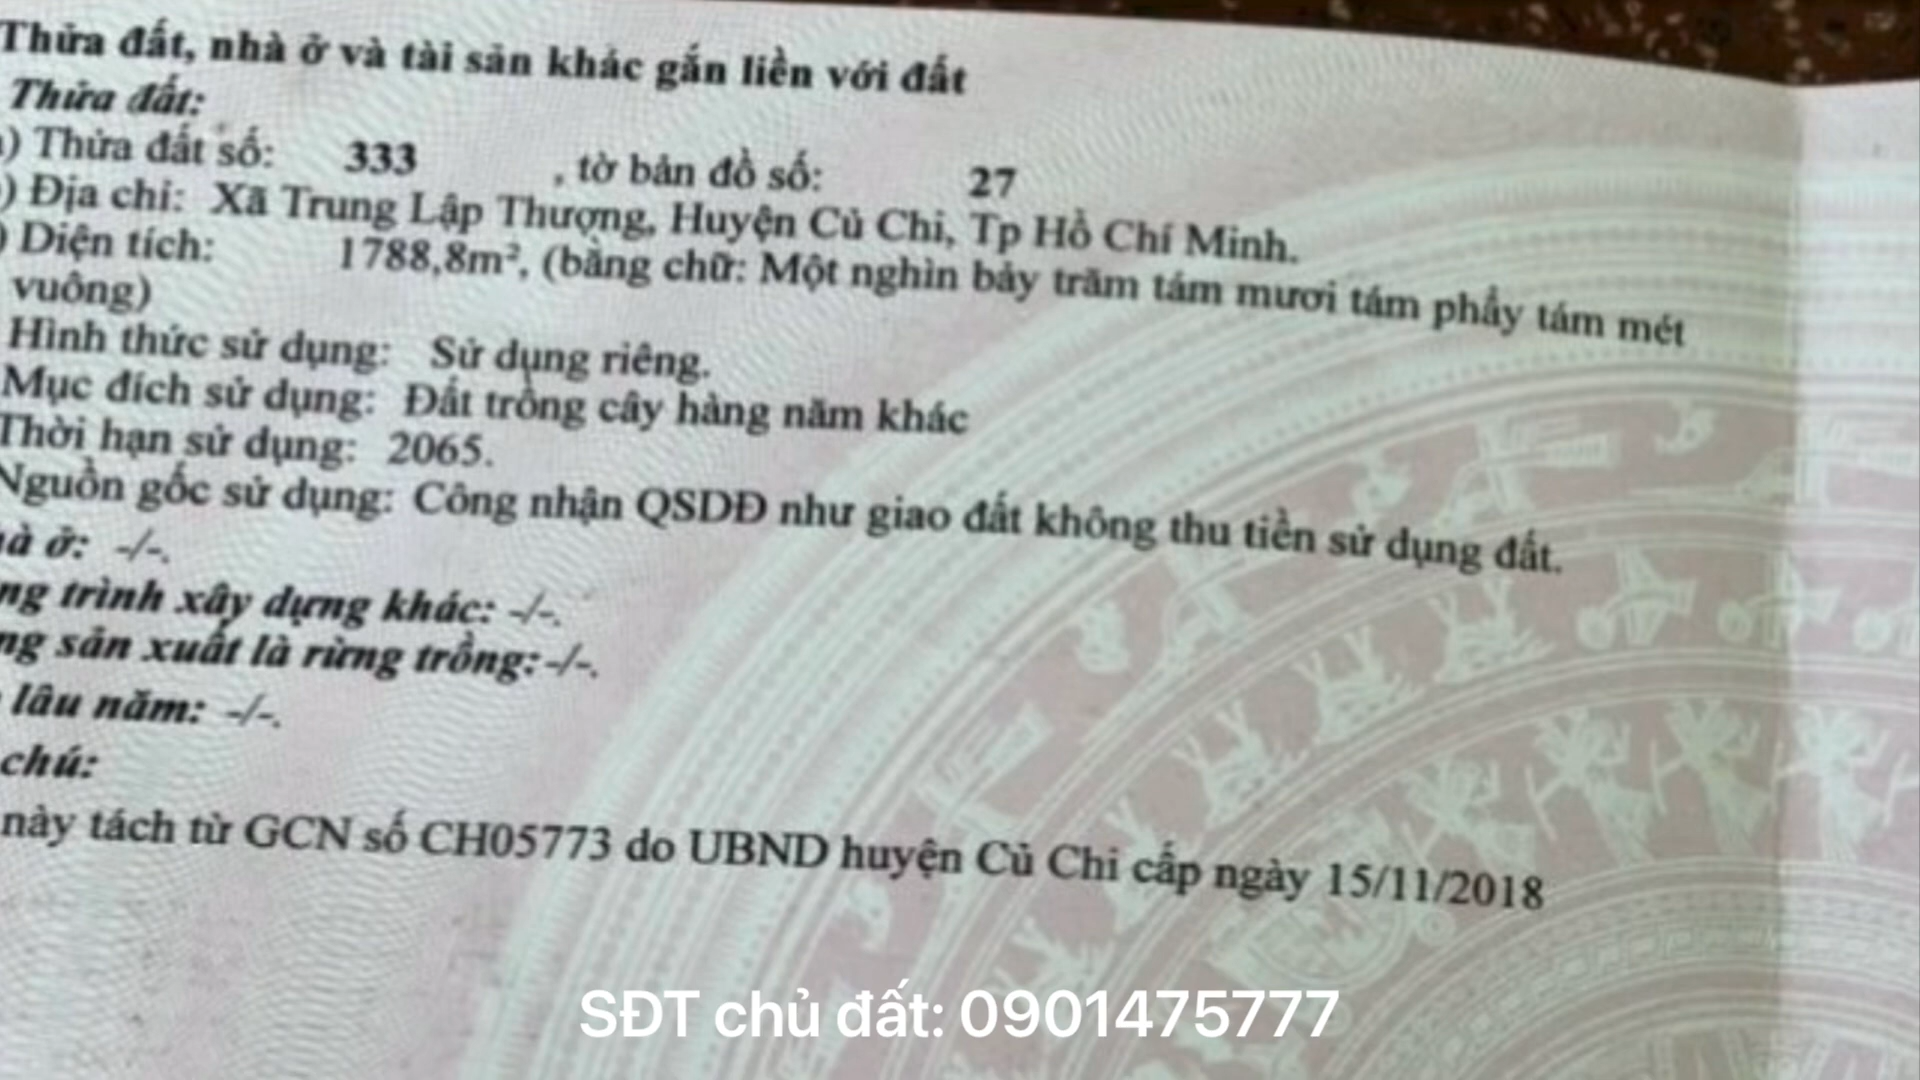 Thửa đất, nhà ở và tài sản khác gắn liền với đất
Thửa đất:
) Thửa đất số: 333 , tờ bản đồ số: 27
) Địa chỉ: Xã Trung Lập Thượng, Huyện Củ Chi, Tp Hồ Chí Minh.
) Diện tích: 1788,8m², (bằng chữ: Một nghìn bảy trăm tám mươi tám phẩy tám mét
vuông)
Hình thức sử dụng: Sử dụng riêng.
Mục đích sử dụng: Đất trồng cây hàng năm khác
Thời hạn sử dụng: 2065.
Nguồn gốc sử dụng: Công nhận QSDĐ như giao đất không thu tiền sử dụng đất.
à ở: -/-.
ng trình xây dựng khác: -/-.
ng sản xuất là rừng trồng: -/-.
lâu năm: -/-.
chú:
này tách từ GCN số CH05773 do UBND huyện Củ Chi cấp ngày 15/11/2018
SĐT chủ đất: 0901475777